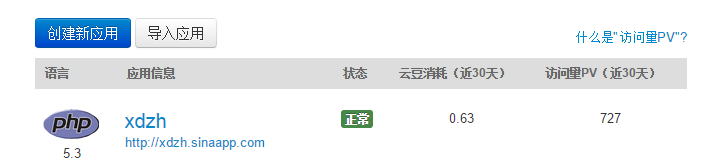 创建新应用 导入应用
什么是"访问量PV"?
语言 应用信息 状态 云豆消耗（近30天） 访问量PV（近30天）
php xdzh 正常 0.63 727
http://xdzh.sinaapp.com
5.3